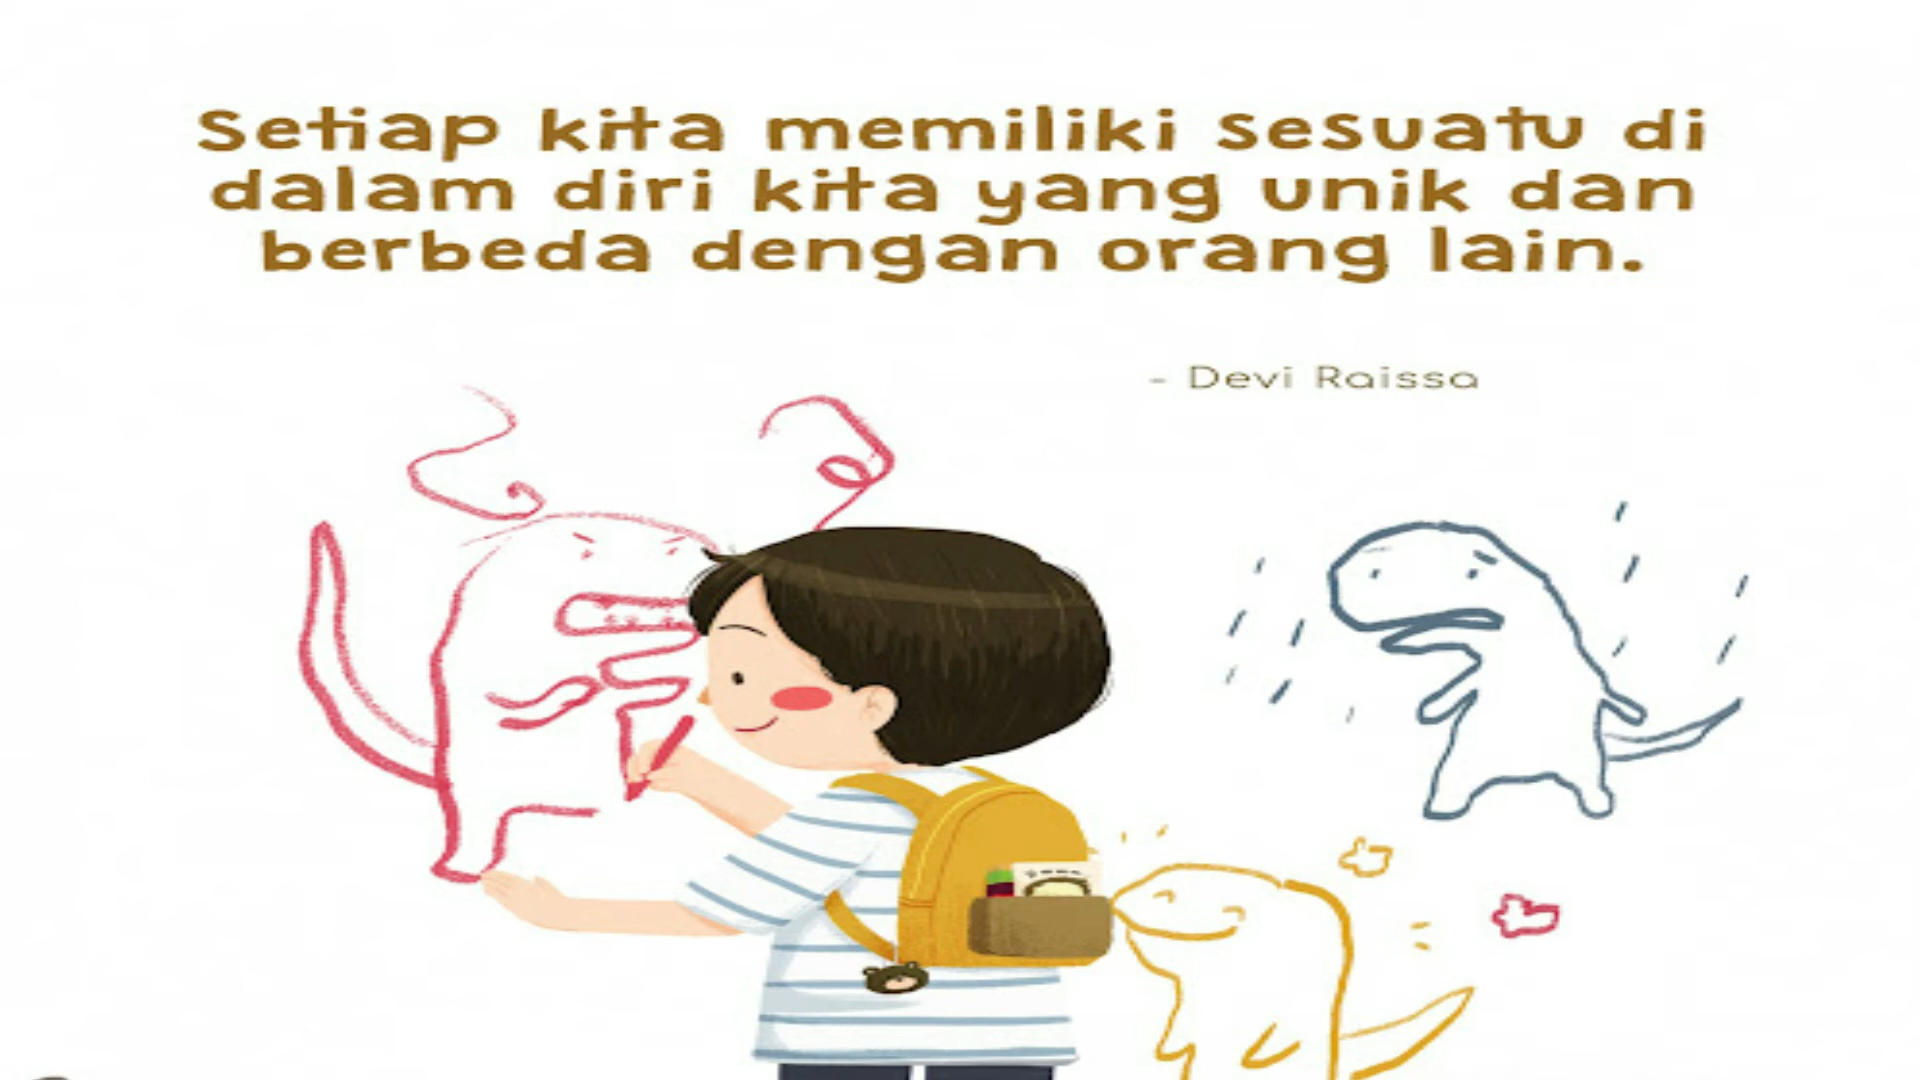 Setiap kita memiliki sesuatu di
dalam diri kita yang unik dan
berbeda dengan orang lain.
- Devi Raissa